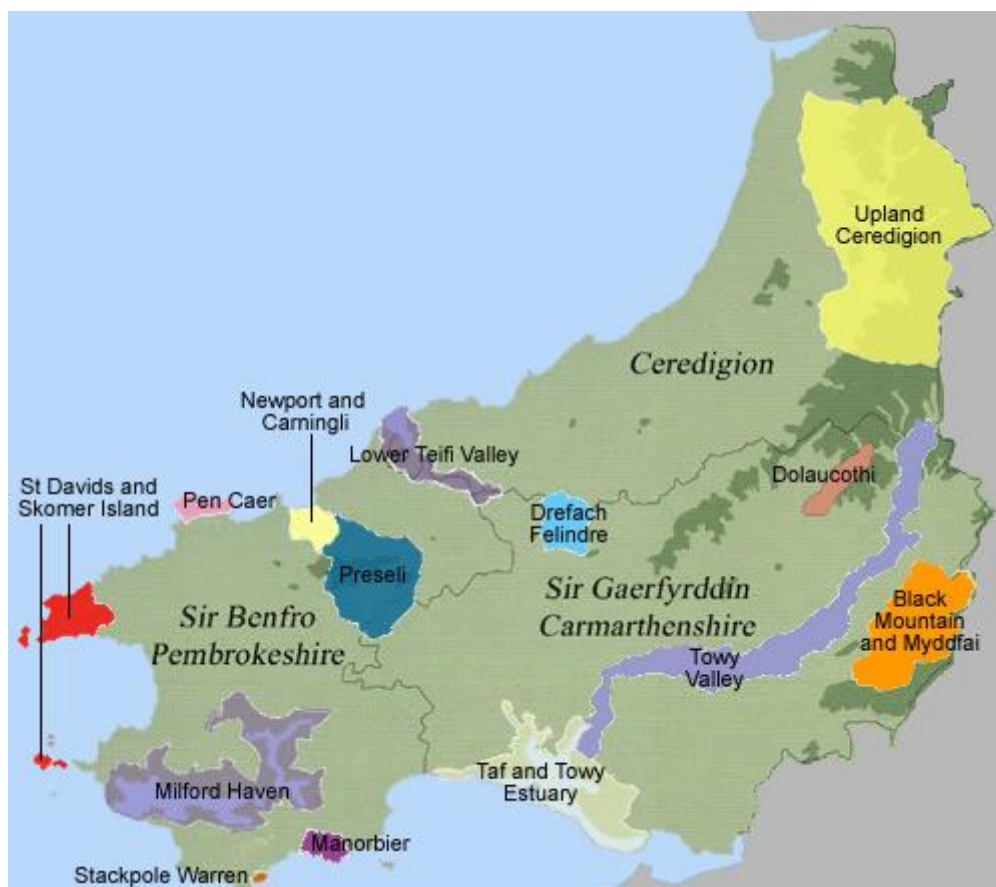 Upland
Ceredigion
Ceredigion
Newport and
Carningli
Lower Teifi Valley
Dolaucothi
St Davids and
Skomer Island
Pen Caer
Drefach
Felindre
Preseli
Sir Gaerfyrddin
Carmarthenshire
Black
Mountain
and Myddfai
Sir Benfro
Pembrokeshire
Towy
Valley
Taf and Towy
Estuary
Milford Haven
Manorbier
Stackpole Warren